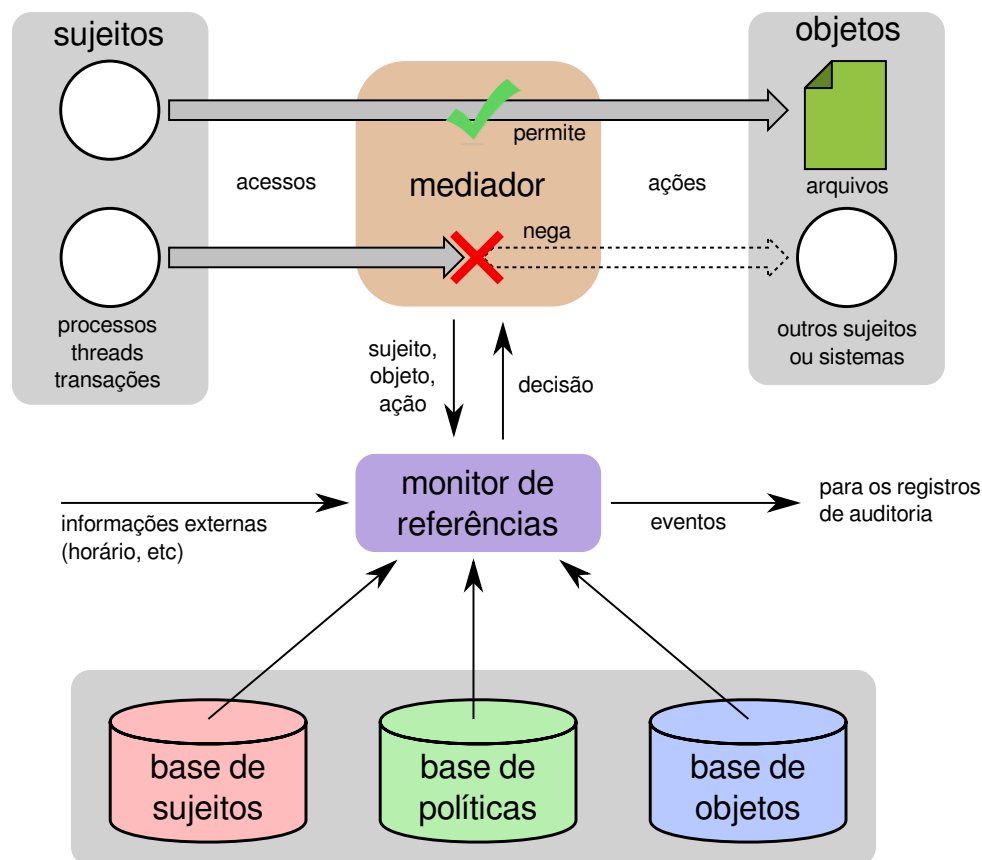 sujeitos
objetos
permite
acessos
mediador
ações
arquivos
nega
processos
threads
transações
outros sujeitos
ou sistemas
sujeito,
objeto,
ação
decisão
monitor de
referências
informações externas
(horário, etc)
eventos
para os registros
de auditoria
base de
sujeitos
base de
políticas
base de
objetos